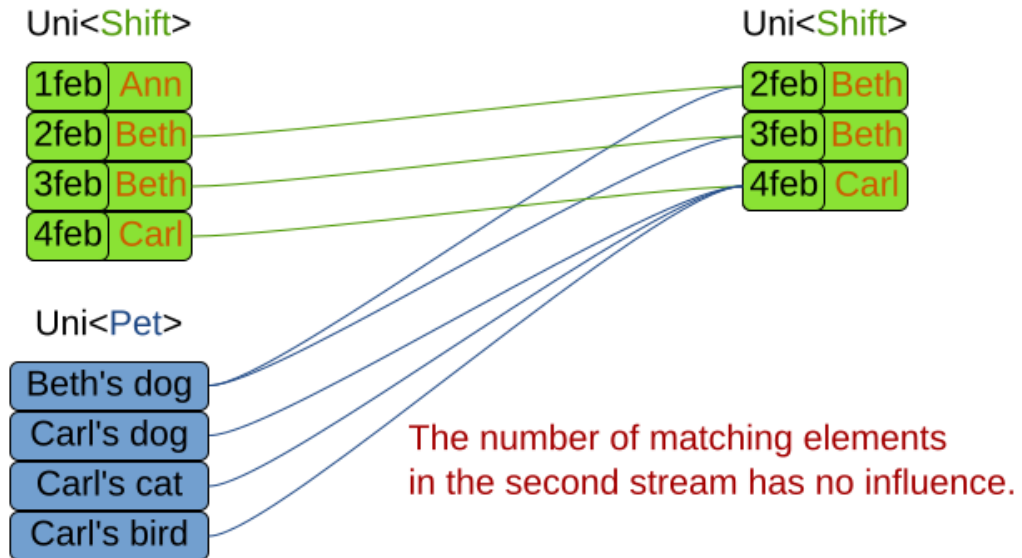 Uni<Shift>
1feb Ann
2feb Beth
3feb Beth
4feb Carl
Uni<Pet>
Beth's dog
Carl's dog
Carl's cat
Carl's bird
Uni<Shift>
2feb Beth
3feb Beth
4feb Carl
The number of matching elements
in the second stream has no influence.